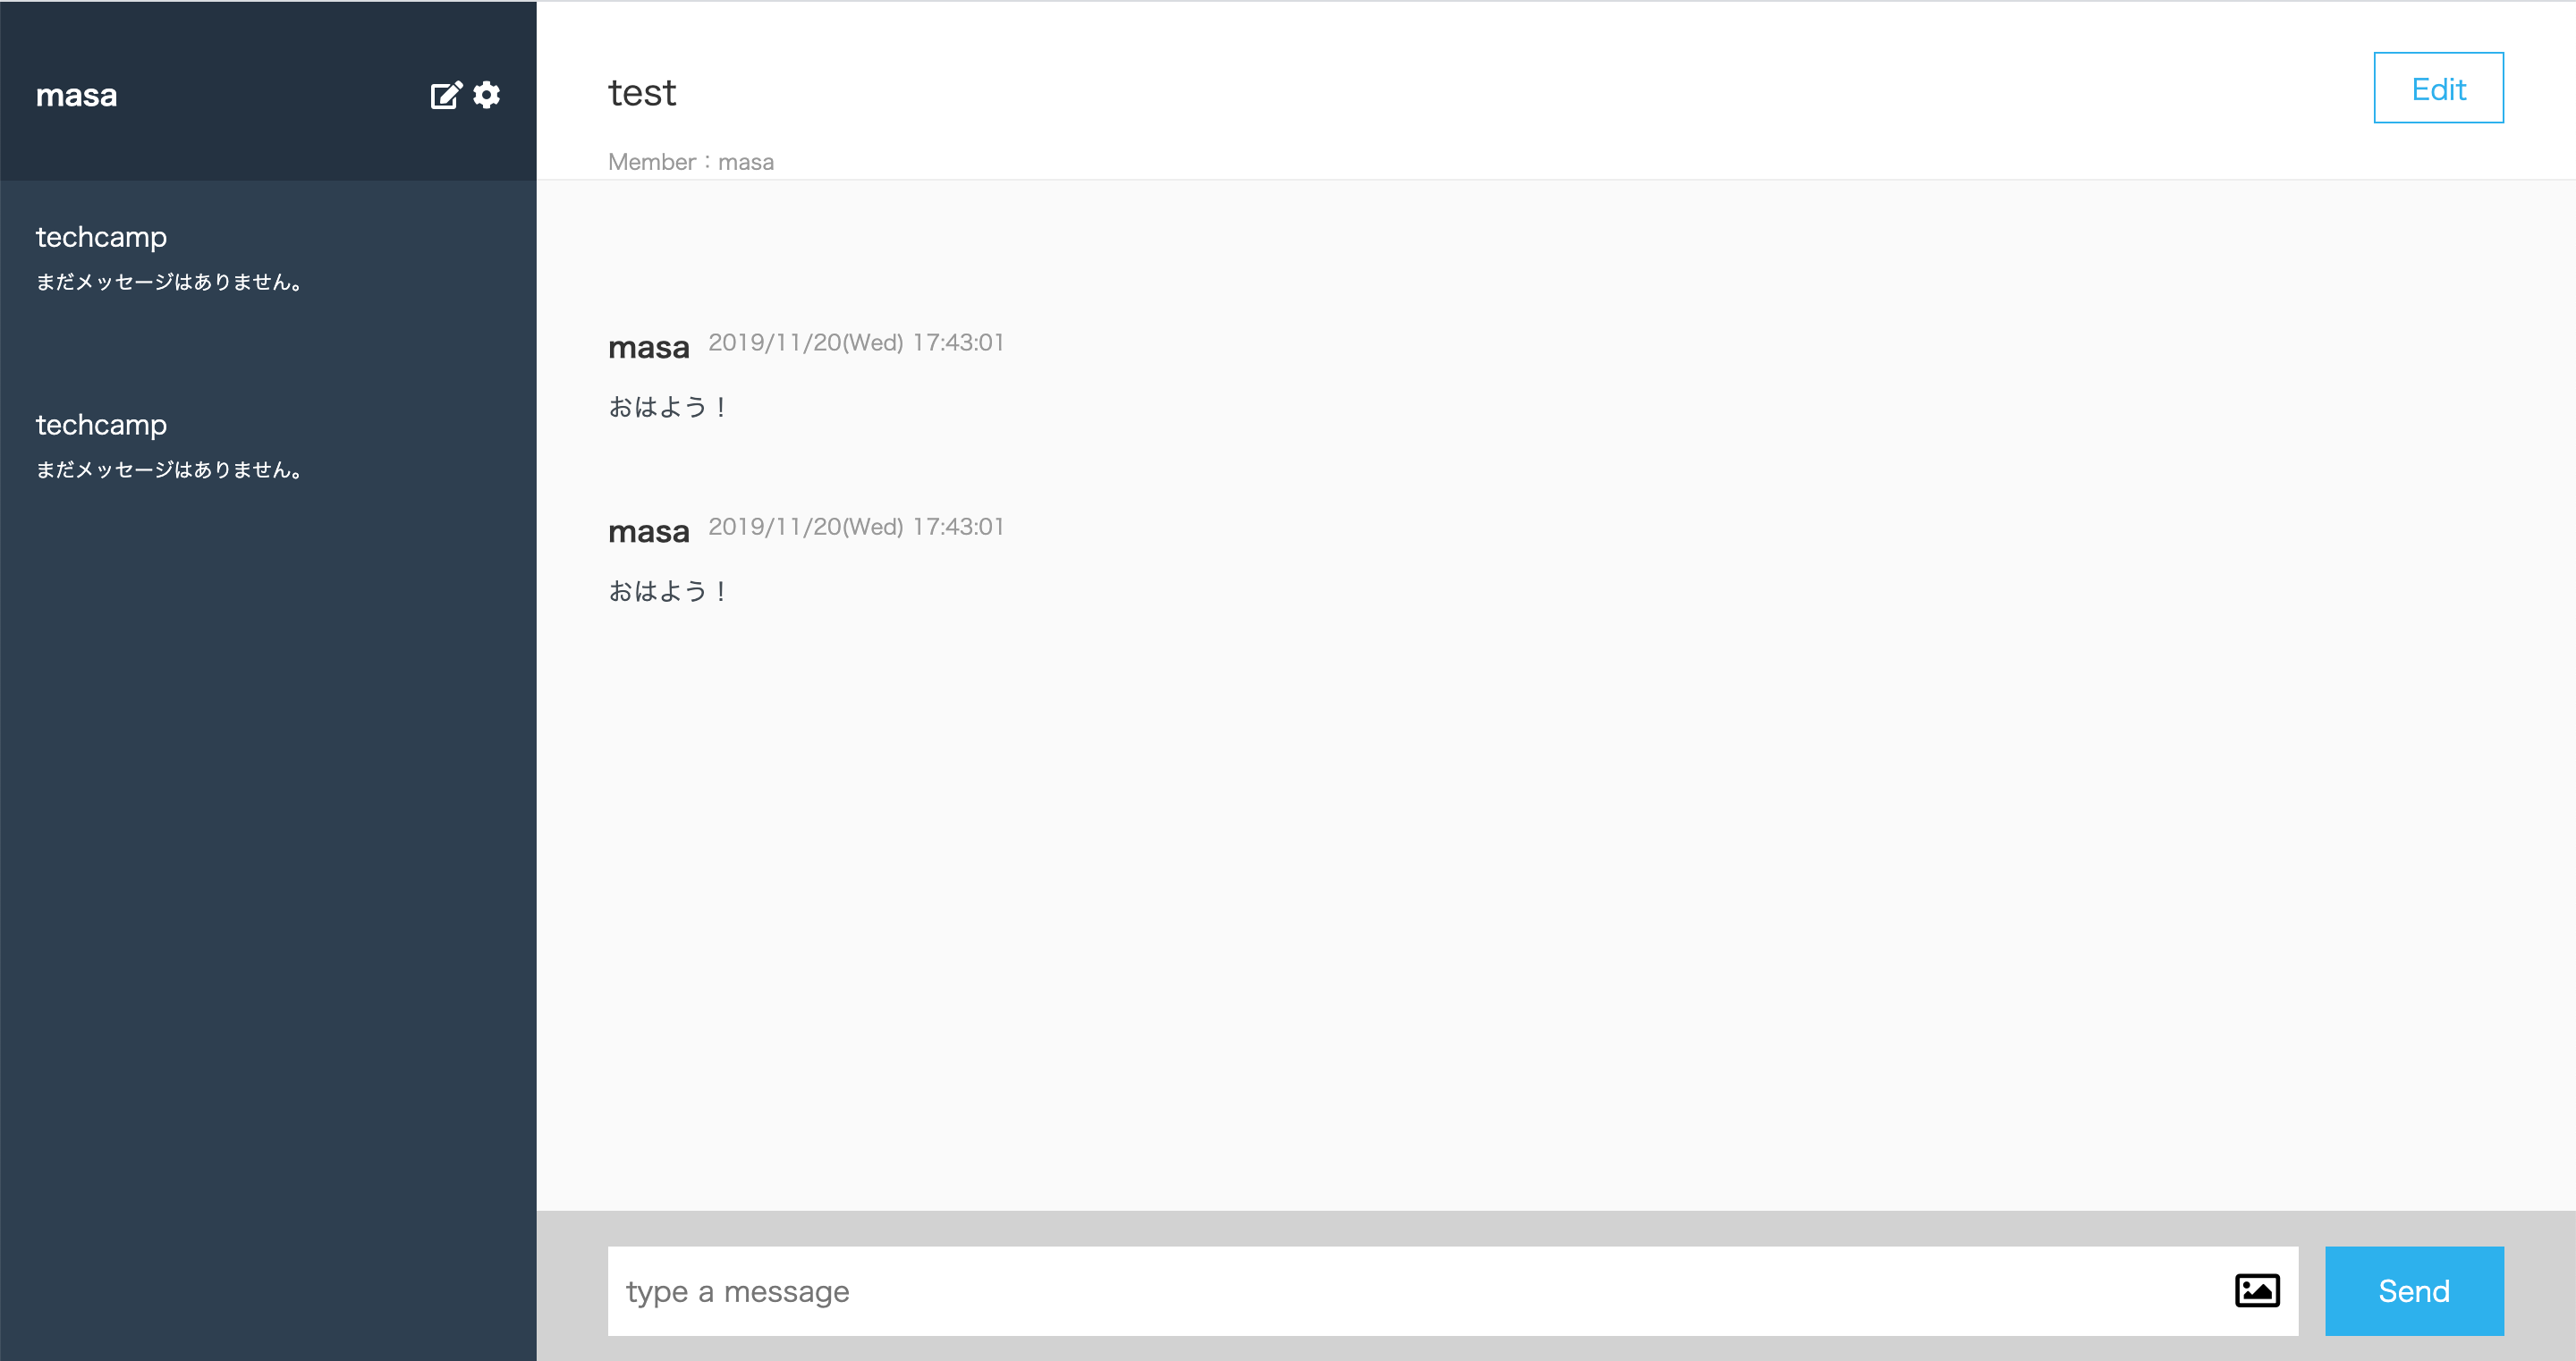 masa
techcamp
まだメッセージはありません。
techcamp
まだメッセージはありません。
test
Edit
Member：masa
masa 2019/11/20(Wed) 17:43:01
おはよう！
masa 2019/11/20(Wed) 17:43:01
おはよう！
type a message
Send